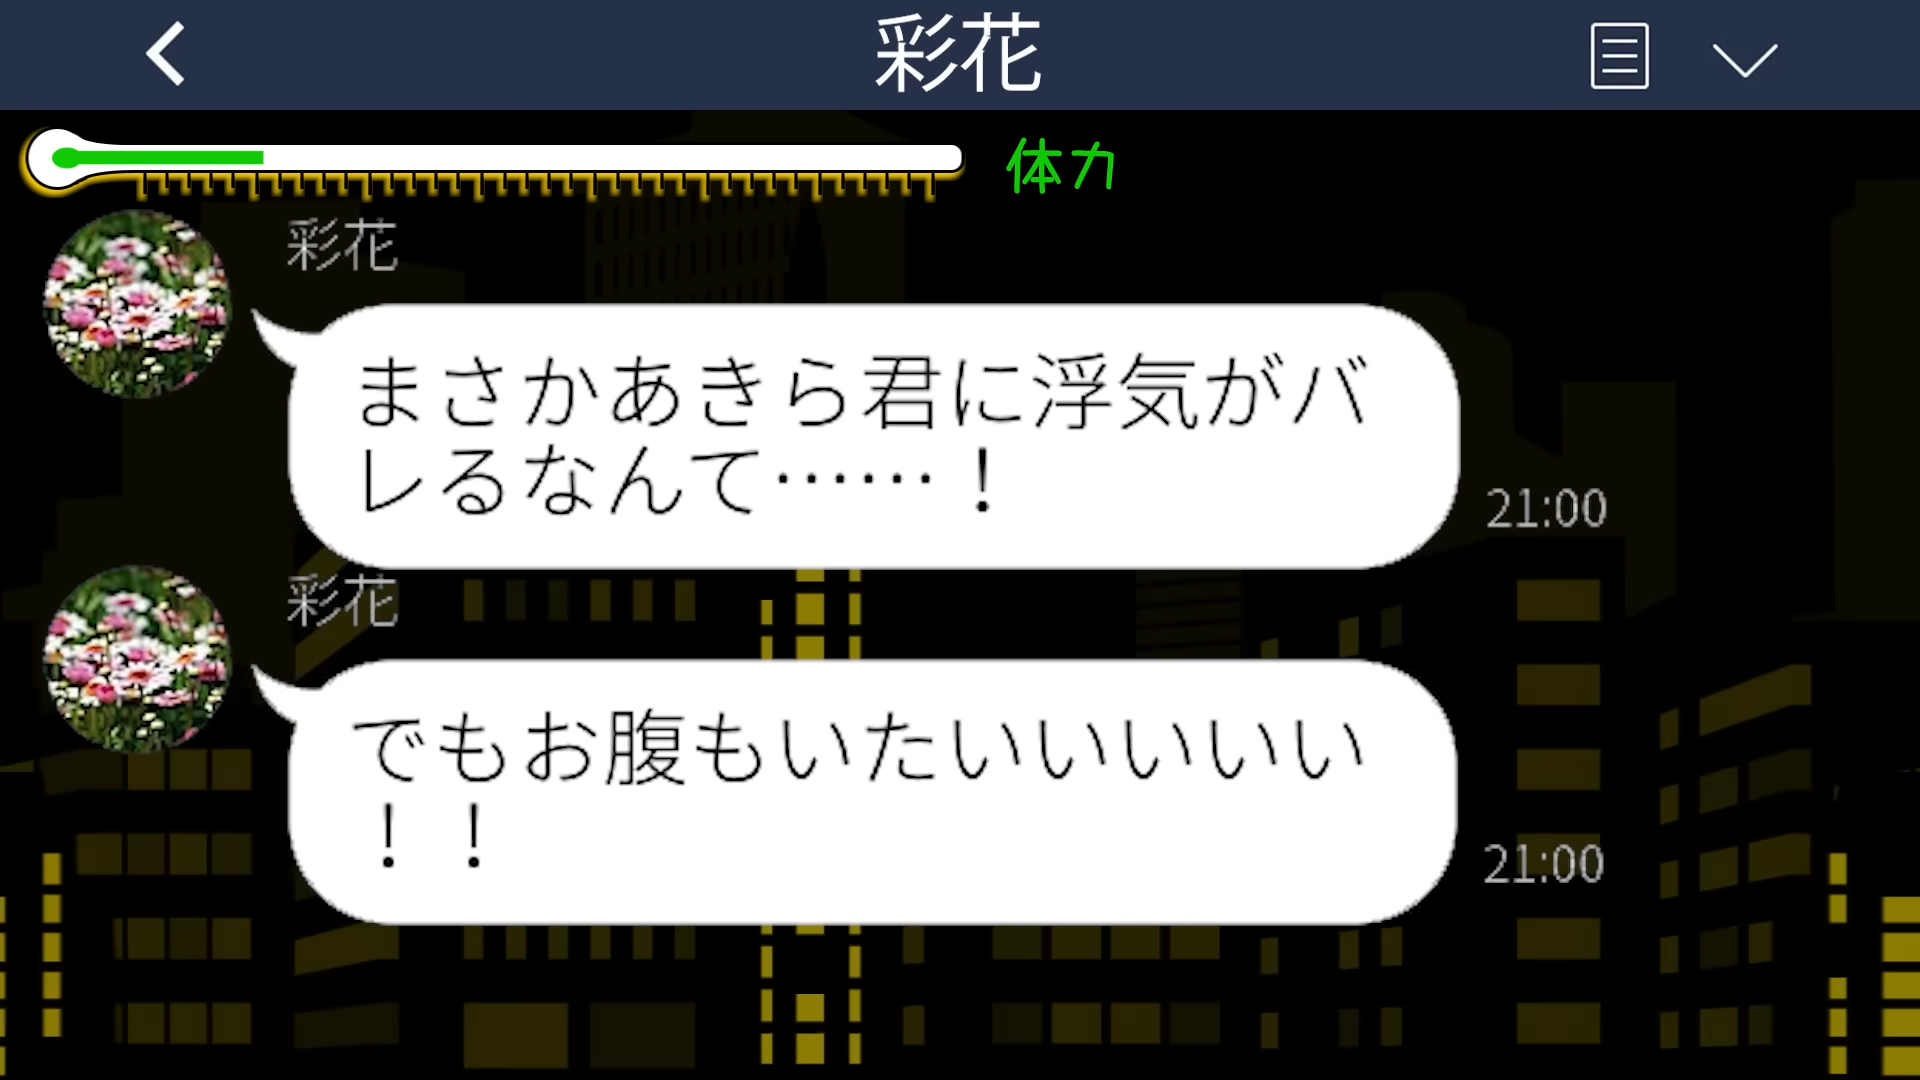 彩花
体力
彩花
まさかあきら君に浮気がバ
レるなんて……！
21:00
彩花
でもお腹もいたいいいいい
！！
21:00